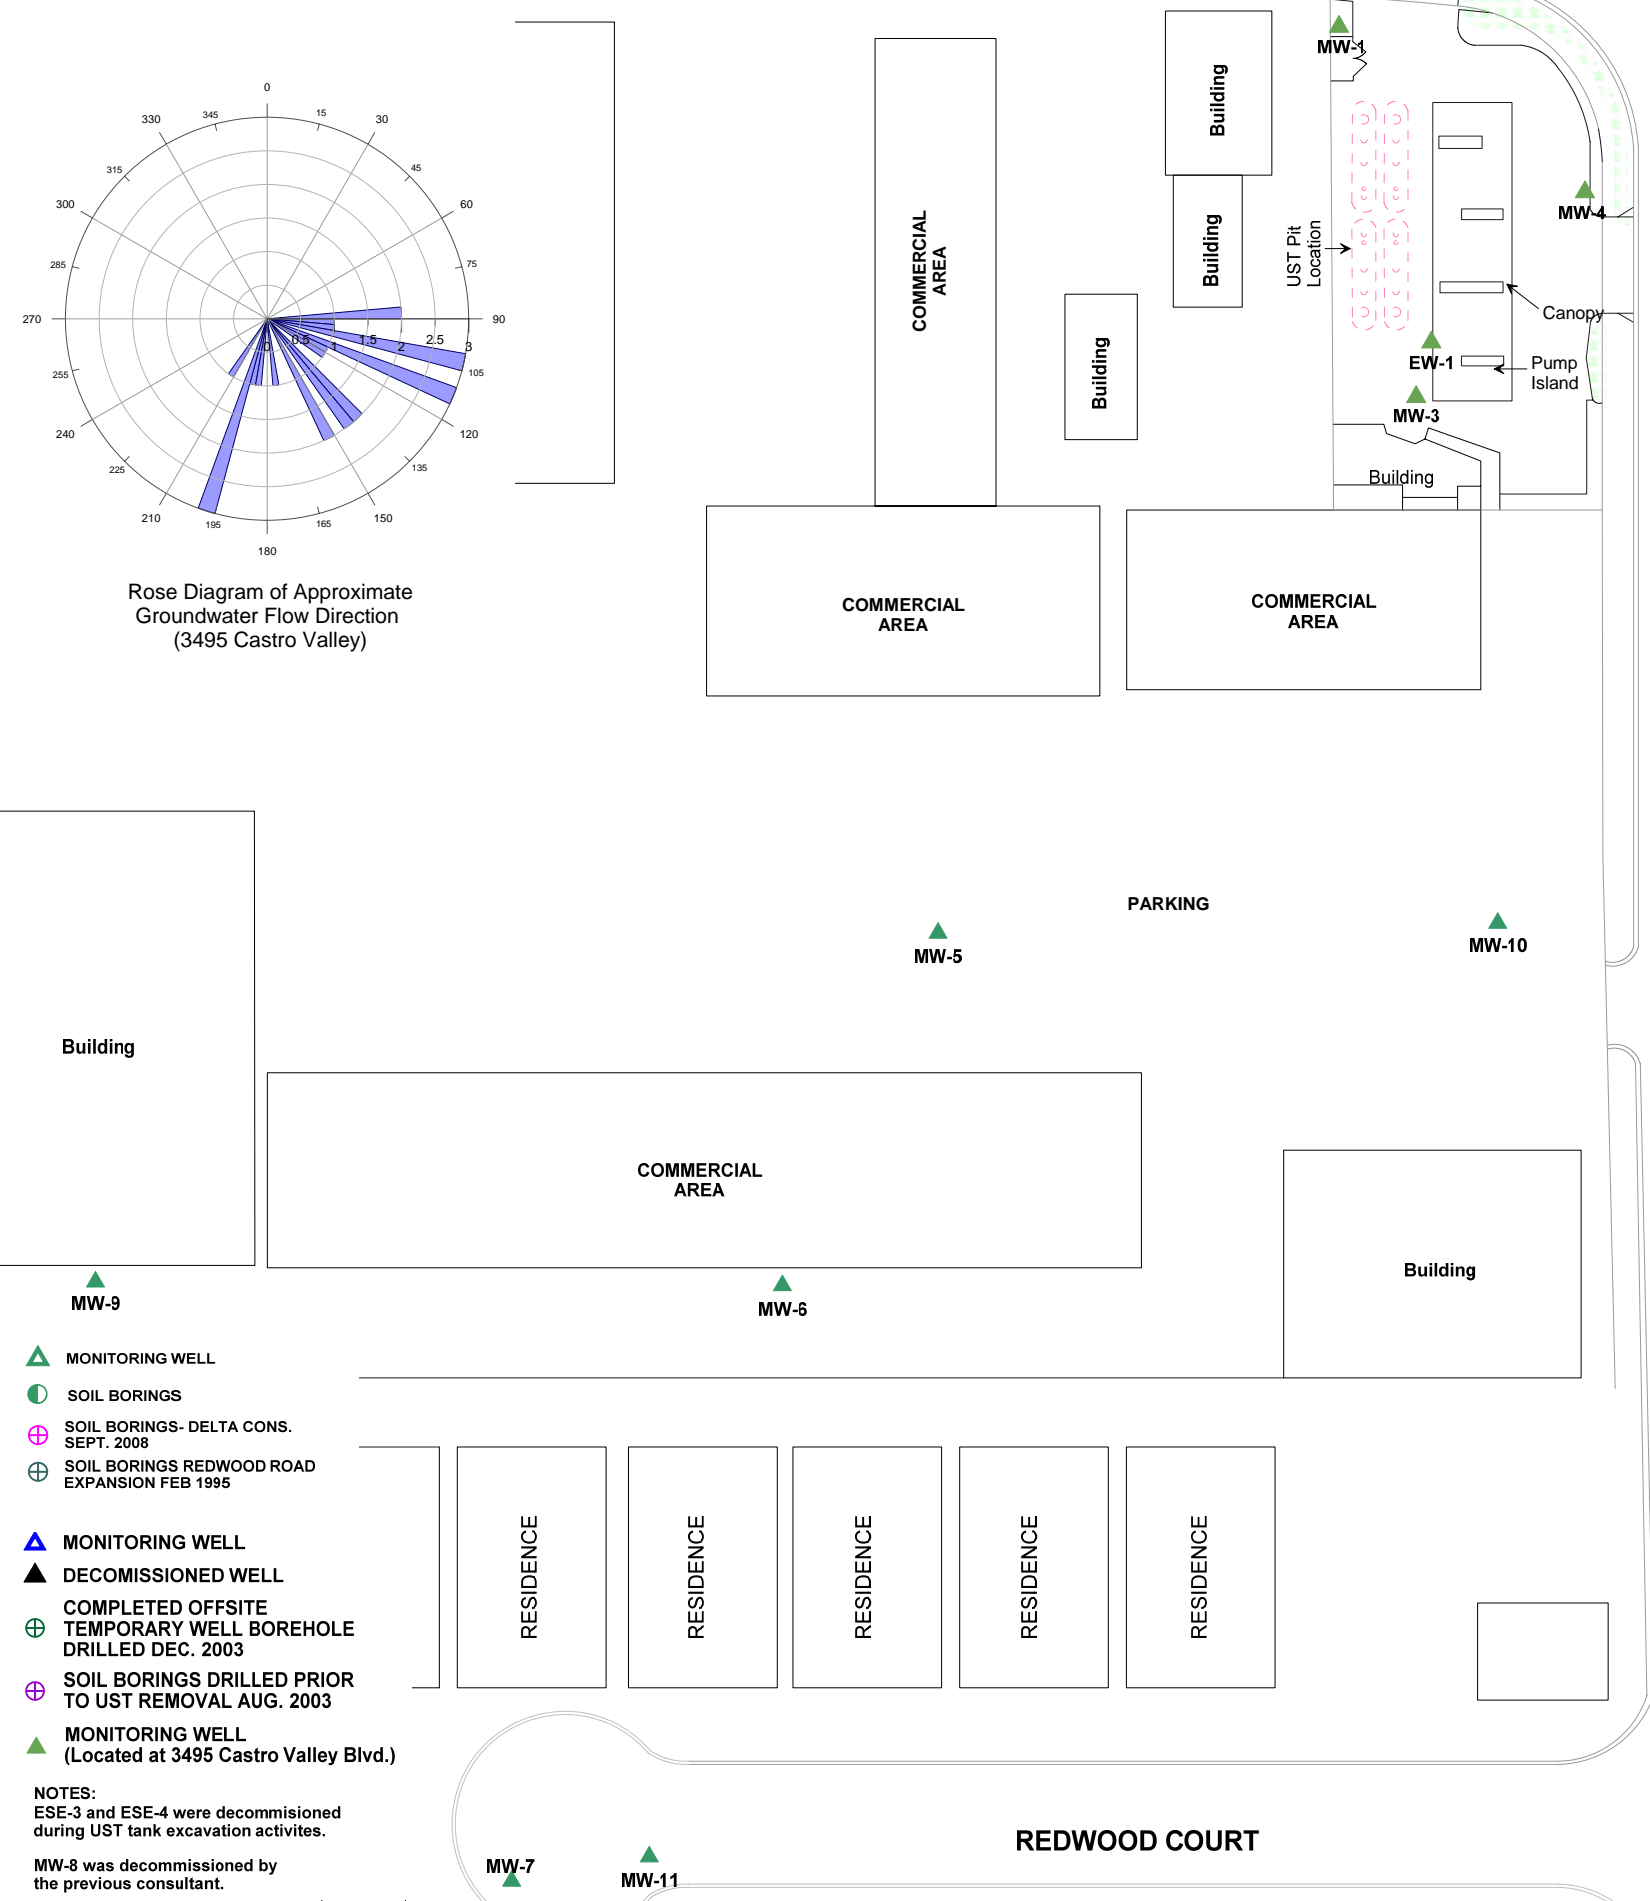 0
15
30
45
60
75
90
105
120
135
150
165
180
195
210
225
240
255
270
285
300
315
330
345
0
0.5
1
1.5
2
2.5
3
Rose Diagram of Approximate
Groundwater Flow Direction
(3495 Castro Valley)
COMMERCIAL
AREA
Building
Building
Building
MW-1
MW-4
UST Pit
Location
Canopy
EW-1
Pump
Island
MW-3
Building
COMMERCIAL
AREA
COMMERCIAL
AREA
PARKING
MW-5
MW-10
Building
COMMERCIAL
AREA
Building
MW-9
MW-6
MONITORING WELL
SOIL BORINGS
SOIL BORINGS- DELTA CONS.
SEPT. 2008
SOIL BORINGS REDWOOD ROAD
EXPANSION FEB 1995
MONITORING WELL
DECOMISSIONED WELL
COMPLETED OFFSITE
TEMPORARY WELL BOREHOLE
DRILLED DEC. 2003
SOIL BORINGS DRILLED PRIOR
TO UST REMOVAL AUG. 2003
MONITORING WELL
(Located at 3495 Castro Valley Blvd.)
NOTES:
ESE-3 and ESE-4 were decommisioned
during UST tank excavation activites.
MW-8 was decommissioned by
the previous consultant.
RESIDENCE
RESIDENCE
RESIDENCE
RESIDENCE
RESIDENCE
REDWOOD COURT
MW-7
MW-11